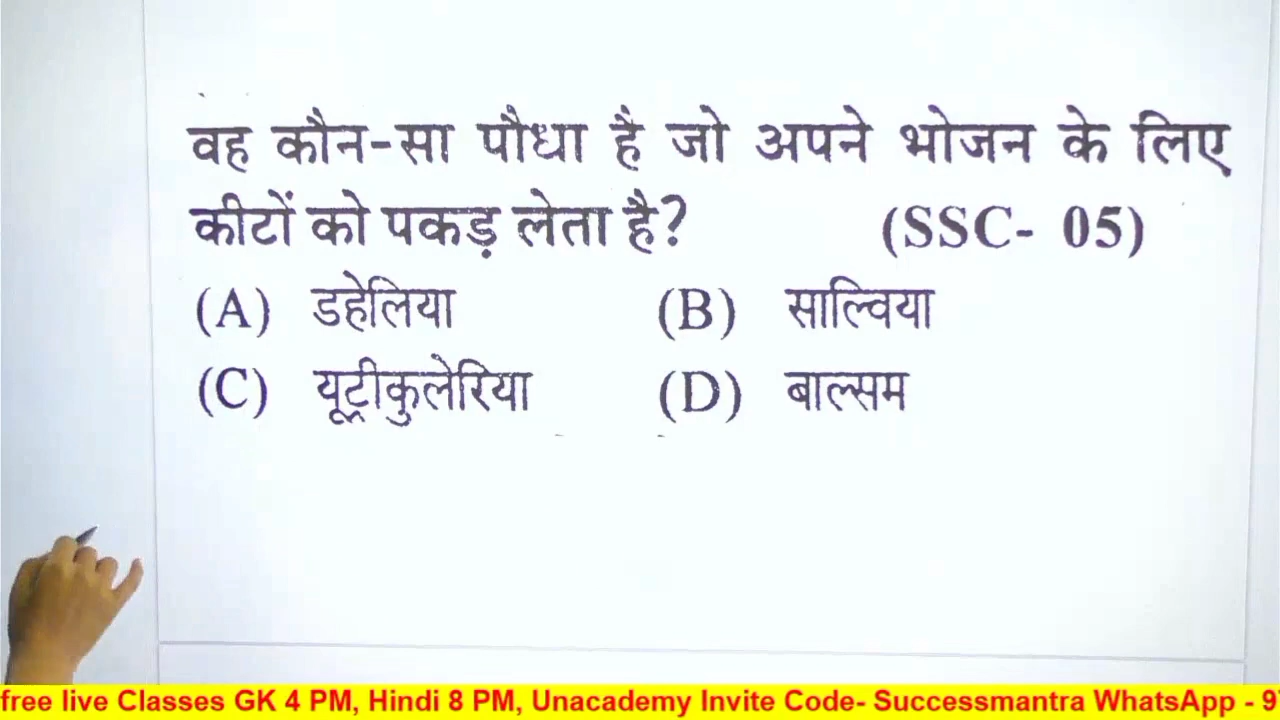 वह कौन-सा पौधा है जो अपने भोजन के लिए
कीटों को पकड़ लेता है? (SSC- 05)
(A) डहेलिया (B) साल्विया
(C) यूट्रीकुलेरिया (D) बाल्सम
free live Classes GK 4 PM, Hindi 8 PM, Unacademy Invite Code- Successmantra WhatsApp - 9